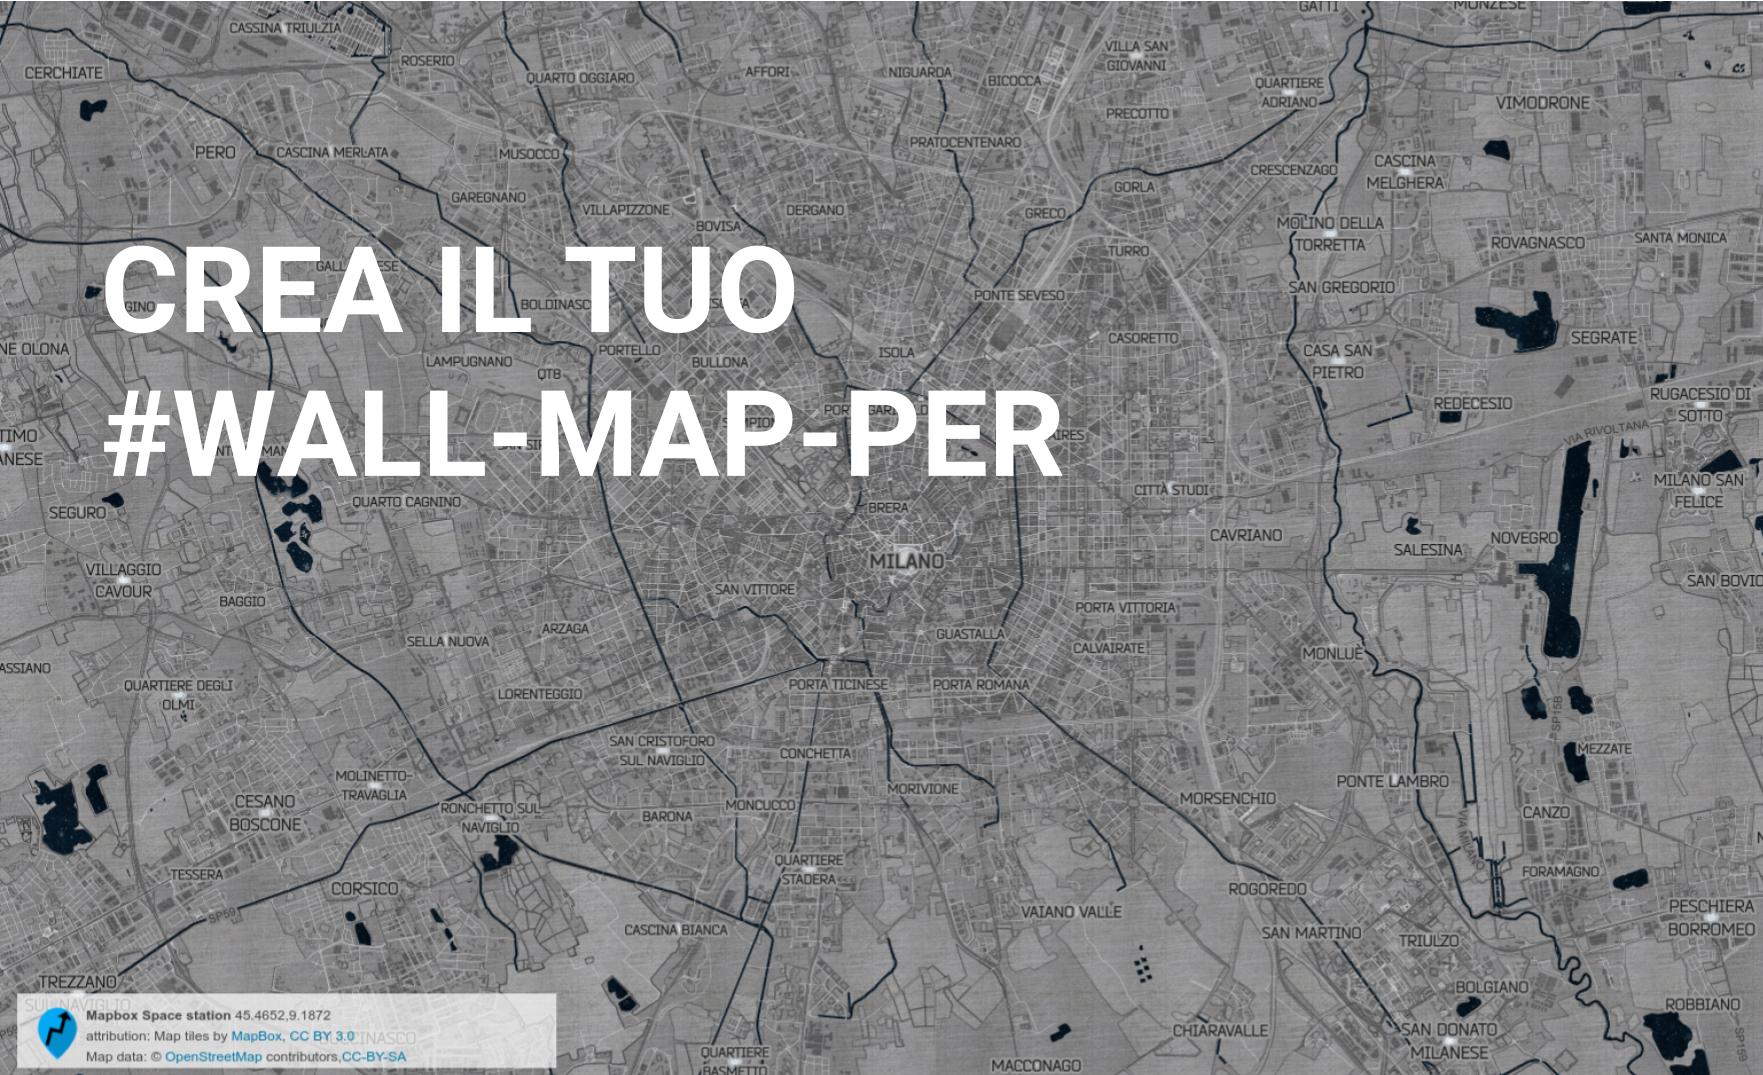 GATTI
MONZESE
CASSINA TRIULZIA
CERCHIATE
ROSERIO
QUARTO OGGIARO
AFFORI
NIGUARDA
BICOCCA
VILLA SAN
GIOVANNI
QUARTIERE
ADRIANO
PRECOTTO
VIMODRONE
PERO
CASCINA MERLATA
MUSOCCO
PRATOCENTENARO
CRESCENZAGO
CASCINA
MELGHERA
GAREGNANO
VILLAPIZZONE
BOVISA
DERGANO
GRECO
GORLA
MOLINO DELLA
TORRETTA
ROVAGNASCO
SANTA MONICA
TURRO
CREA IL TUO
#WALL-MAP-PER
PONTE SEVESO
SAN GREGORIO
CASORETTO
SEGRATE
NE OLONA
LAMPUGNANO
QTB
PORTELLO
BULLONA
ISOLA
CASA SAN
PIETRO
REDECESIO
RUGACESIO DI
SOTTO
VIA RIVOLTANA
TIMO
ANESE
SEGURO
QUARTO CAGNINO
BRERA
CITTÀ STUDI
MILANO SAN
FELICE
CAVRIANO
SALESINA
NOVEGRO
MILANO
VILLAGGIO
CAVOUR
BAGGIO
SAN VITTORE
SAN BOVIO
PORTA VITTORIA
SELLA NUOVA
ARZAGA
GUASTALLA
CALVAIRATE
MONLUÈ
ASSIANO
QUARTIERE DEGLI
OLMI
LORENTEGGIO
PORTA TICINESE
PORTA ROMANA
SP15B
SAN CRISTOFORO
SUL NAVIGLIO
CONCHETTA
MEZZATE
MOLINETTO-
TRAVAGLIA
MORIVIONE
PONTE LAMBRO
CESANO
BOSCONE
RONCHETTO SUL
NAVIGLIO
BARONA
MONCUCCO
MORSENCHIO
CANZO
VIA MILANO
TESSERA
CORSICO
QUARTIERE
STADERA
ROGOREDO
FORAMAGNO
SP59
CASCINA BIANCA
VAIANO VALLE
SAN MARTINO
TRIULZO
PESCHIERA
BORROMEO
TREZZANO
SUL NAVIGLIO
BOLGIANO
ROBBIANO
CHIARAVALLE
SAN DONATO
MILANESE
SP159
QUARTIERE
BASMETTO
MACCONAGO
Mapbox Space station 45.4652,9.1872
attribution: Map tiles by MapBox, CC BY 3.0
Map data: © OpenStreetMap contributors,CC-BY-SA